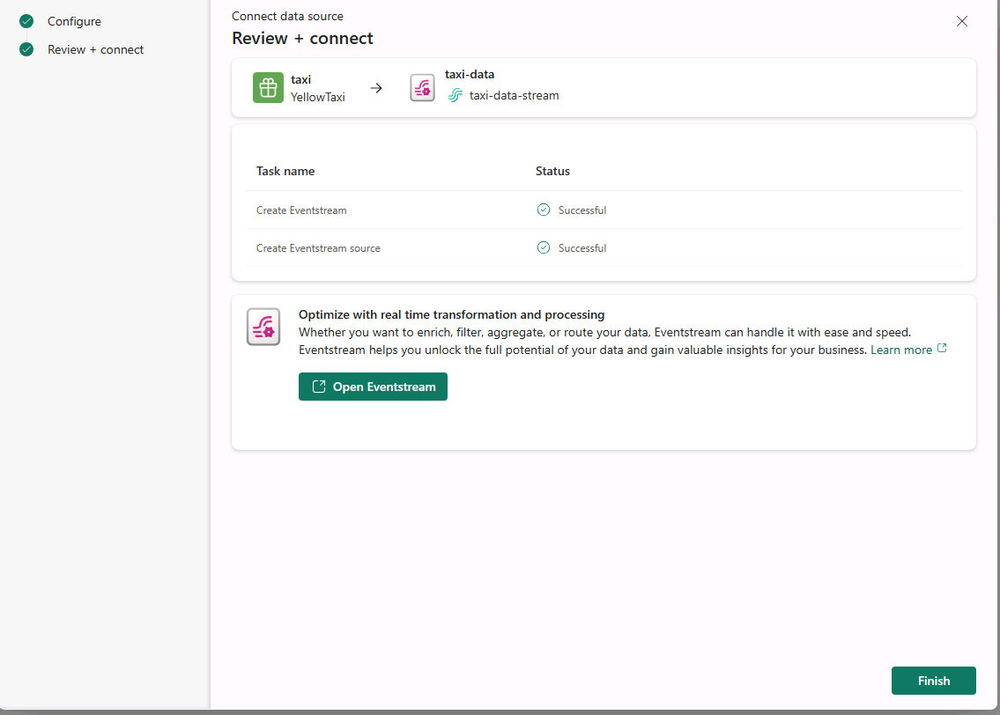 Configure
Review + connect
Connect data source
Review + connect
taxi
YellowTaxi
taxi-data
taxi-data-stream
Task name Status
Create Eventstream Successful
Create Eventstream source Successful
Optimize with real time transformation and processing
Whether you want to enrich, filter, aggregate, or route your data, Eventstream can handle it with ease and speed.
Eventstream helps you unlock the full potential of your data and gain valuable insights for your business. Learn more
Open Eventstream
Finish